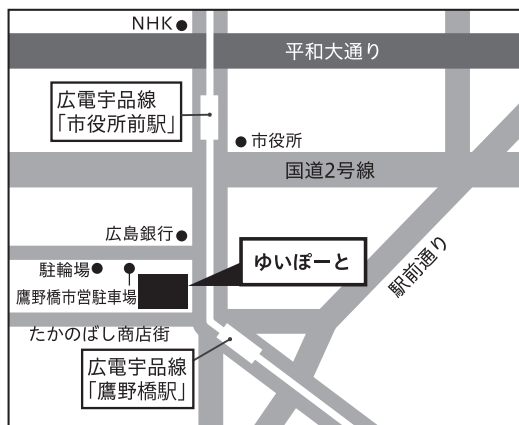 NHK
平和大通り
広電宇品線
「市役所前駅」
市役所
国道2号線
広島銀行
ゆいぽーと
駐輪場
鷹野橋市営駐車場
駅前通り
たかのばし商店街
広電宇品線
「鷹野橋駅」